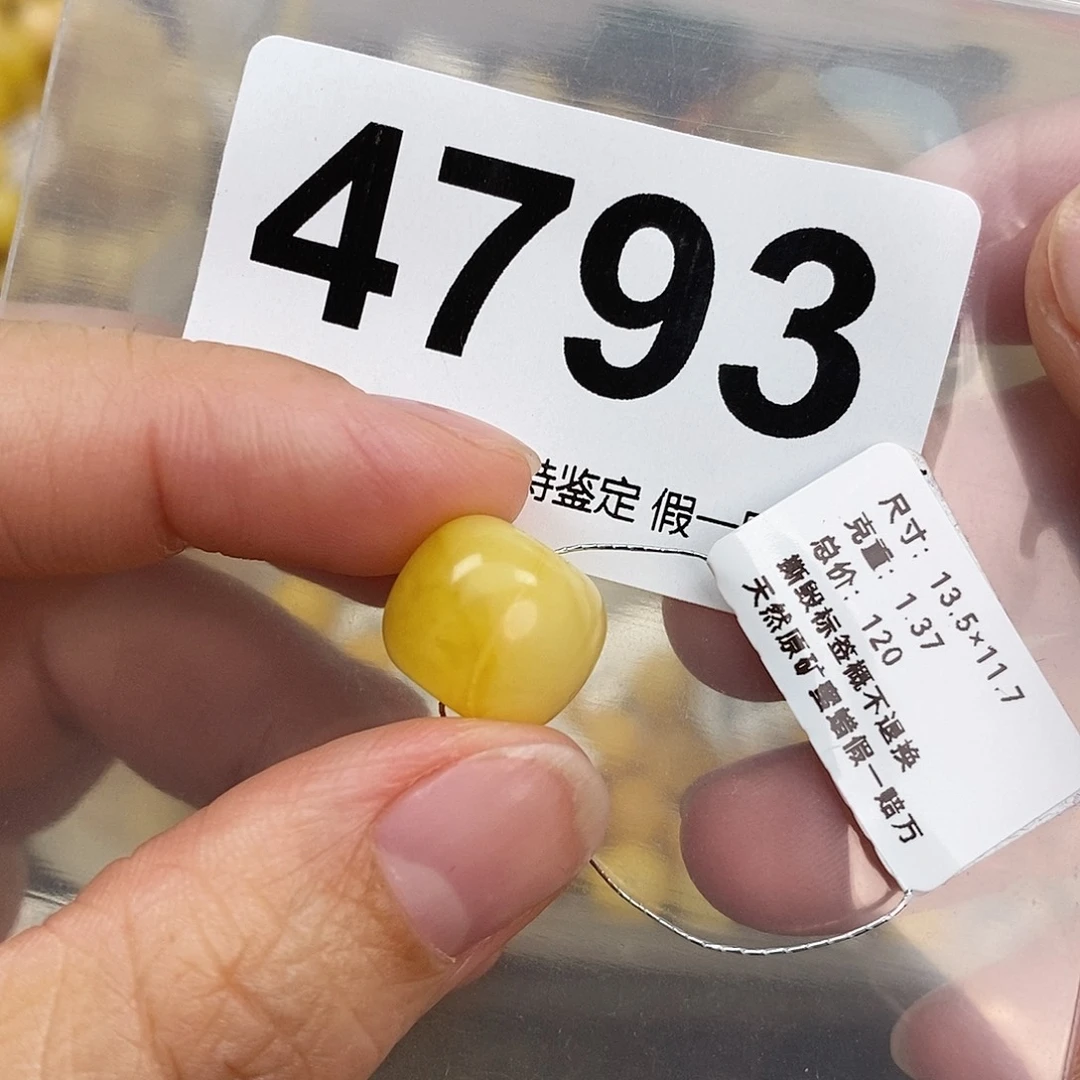 4793
持鉴定 假一
尺寸: 13.5×11.7
克重: 1.37
总价: 120
撕毁标签概不退换
天然原矿蜜蜡假一赔万